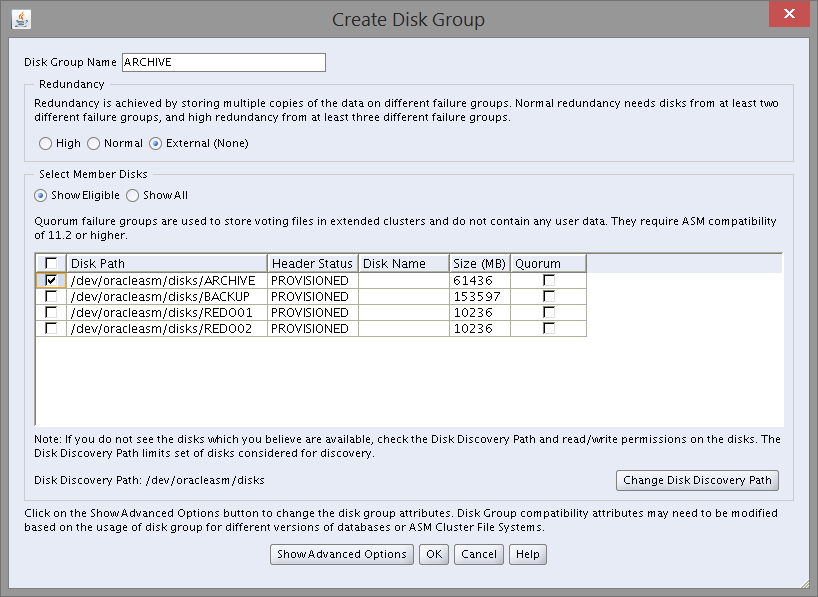 Create Disk Group
Disk Group Name ARCHIVE
Redundancy
Redundancy is achieved by storing multiple copies of the data on different failure groups. Normal redundancy needs disks from at least two
different failure groups, and high redundancy from at least three different failure groups.
High Normal External (None)
Select Member Disks
Show Eligible Show All
Quorum failure groups are used to store voting files in extended clusters and do not contain any user data. They require ASM compatibility
of 11.2 or higher.
Disk Path Header Status Disk Name Size (MB) Quorum
/dev/oracleasm/disks/ARCHIVE PROVISIONED 61436
/dev/oracleasm/disks/BACKUP PROVISIONED 153597
/dev/oracleasm/disks/REDO01 PROVISIONED 10236
/dev/oracleasm/disks/REDO02 PROVISIONED 10236
Note: If you do not see the disks which you believe are available, check the Disk Discovery Path and read/write permissions on the disks. The
Disk Discovery Path limits set of disks considered for discovery.
Disk Discovery Path: /dev/oracleasm/disks Change Disk Discovery Path
Click on the Show Advanced Options button to change the disk group attributes. Disk Group compatibility attributes may need to be modified
based on the usage of disk group for different versions of databases or ASM Cluster File Systems.
Show Advanced Options OK Cancel Help